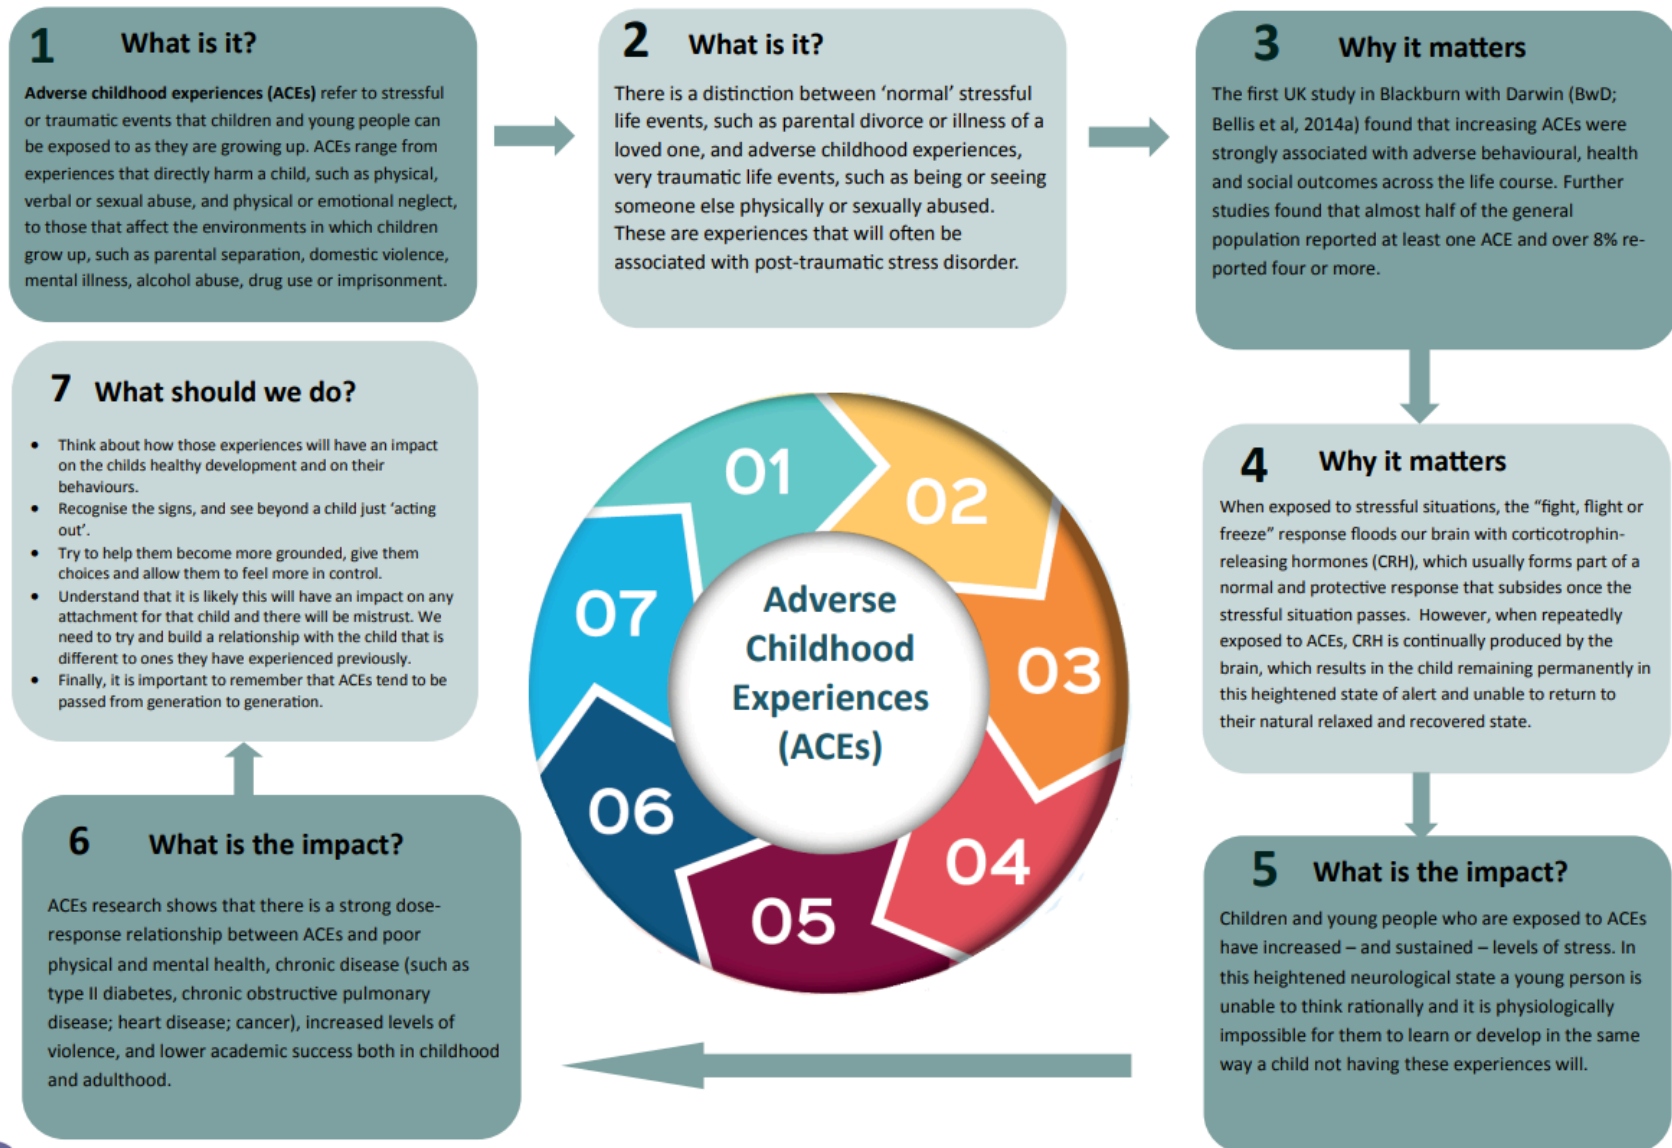 1 What is it?
Adverse childhood experiences (ACEs) refer to stressful
or traumatic events that children and young people can
be exposed to as they are growing up. ACEs range from
experiences that directly harm a child, such as physical,
verbal or sexual abuse, and physical or emotional neglect,
to those that affect the environments in which children
grow up, such as parental separation, domestic violence,
mental illness, alcohol abuse, drug use or imprisonment.
2 What is it?
There is a distinction between ‘normal’ stressful
life events, such as parental divorce or illness of a
loved one, and adverse childhood experiences,
very traumatic life events, such as being or seeing
someone else physically or sexually abused.
These are experiences that will often be
associated with post-traumatic stress disorder.
3 Why it matters
The first UK study in Blackburn with Darwin (BwD;
Bellis et al, 2014a) found that increasing ACEs were
strongly associated with adverse behavioural, health
and social outcomes across the life course. Further
studies found that almost half of the general
population reported at least one ACE and over 8% re-
ported four or more.
4 Why it matters
When exposed to stressful situations, the “fight, flight or
freeze” response floods our brain with corticotrophin-
releasing hormones (CRH), which usually forms part of a
normal and protective response that subsides once the
stressful situation passes. However, when repeatedly
exposed to ACEs, CRH is continually produced by the
brain, which results in the child remaining permanently in
this heightened state of alert and unable to return to
their natural relaxed and recovered state.
5 What is the impact?
Children and young people who are exposed to ACEs
have increased – and sustained – levels of stress. In
this heightened neurological state a young person is
unable to think rationally and it is physiologically
impossible for them to learn or develop in the same
way a child not having these experiences will.
6 What is the impact?
ACEs research shows that there is a strong dose-
response relationship between ACEs and poor
physical and mental health, chronic disease (such as
type II diabetes, chronic obstructive pulmonary
disease; heart disease; cancer), increased levels of
violence, and lower academic success both in childhood
and adulthood.
7 What should we do?
• Think about how those experiences will have an impact
on the childs healthy development and on their
behaviours.
• Recognise the signs, and see beyond a child just ‘acting
out’.
• Try to help them become more grounded, give them
choices and allow them to feel more in control.
• Understand that it is likely this will have an impact on any
attachment for that child and there will be mistrust. We
need to try and build a relationship with the child that is
different to ones they have experienced previously.
• Finally, it is important to remember that ACEs tend to be
passed from generation to generation.
01
02
03
04
05
06
07
Adverse
Childhood
Experiences
(ACEs)